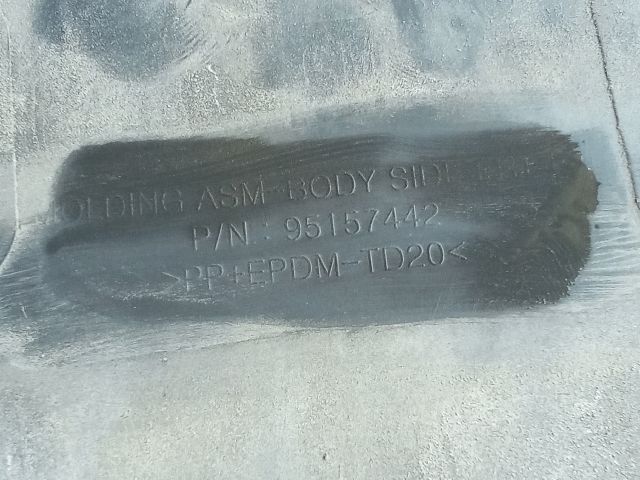 MOLDING ASM-BODY SIDE
P/N : 95157442
>PP+EPDM-TD20<